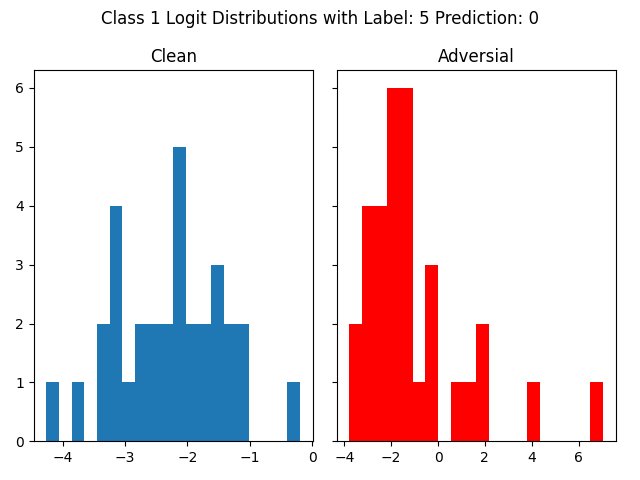 Class 1 Logit Distributions with Label: 5 Prediction: 0
Clean
Adversial
6
5
4
3
2
1
0
−4 −3 −2 −1 0
−4 −2 0 2 4 6